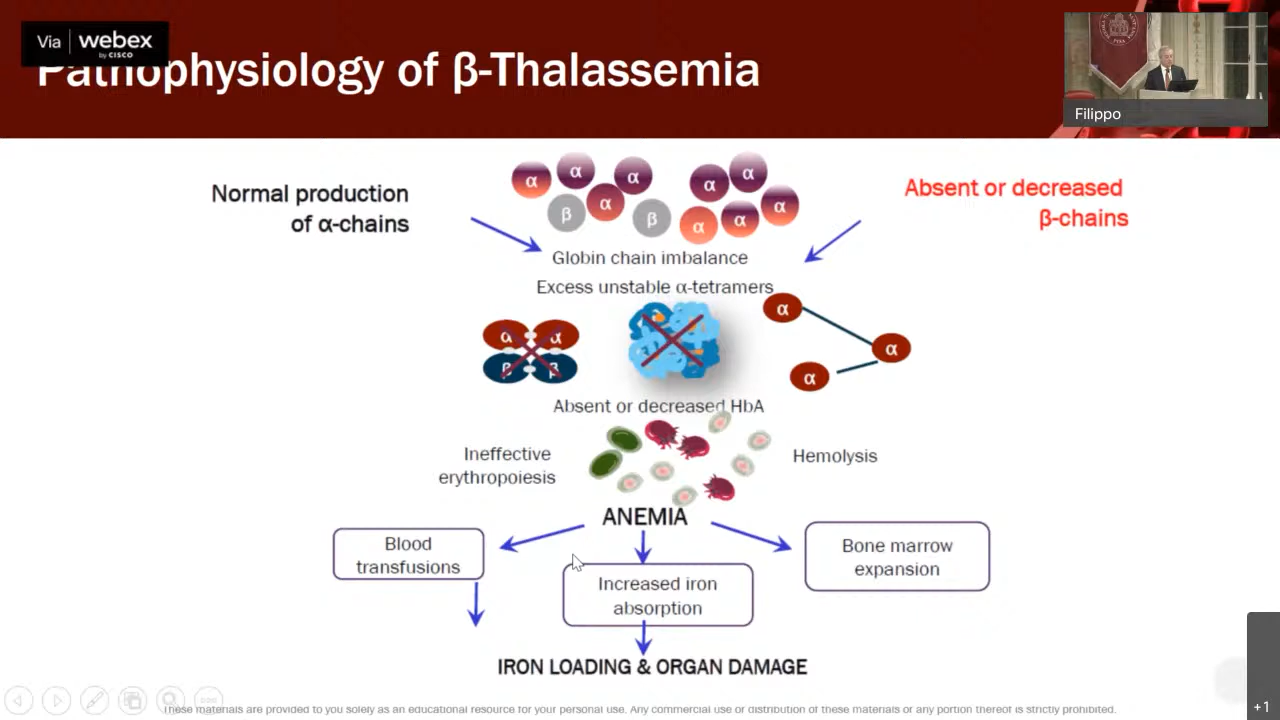 Via webex
by CISCO
Pathophysiology of β-Thalassemia
Filippo
Normal production
of α-chains
α α α α α α α α α
β β
Absent or decreased
β-chains
Globin chain imbalance
Excess unstable α-tetramers
α α
β β
α
α
α
Absent or decreased HbA
Ineffective
erythropoiesis
Hemolysis
ANEMIA
Blood
transfusions
Increased iron
absorption
Bone marrow
expansion
IRON LOADING & ORGAN DAMAGE
These materials are provided to you solely as an educational resource for your personal use. Any commercial use or distribution of these materials or any portion thereof is strictly prohibited.
+1